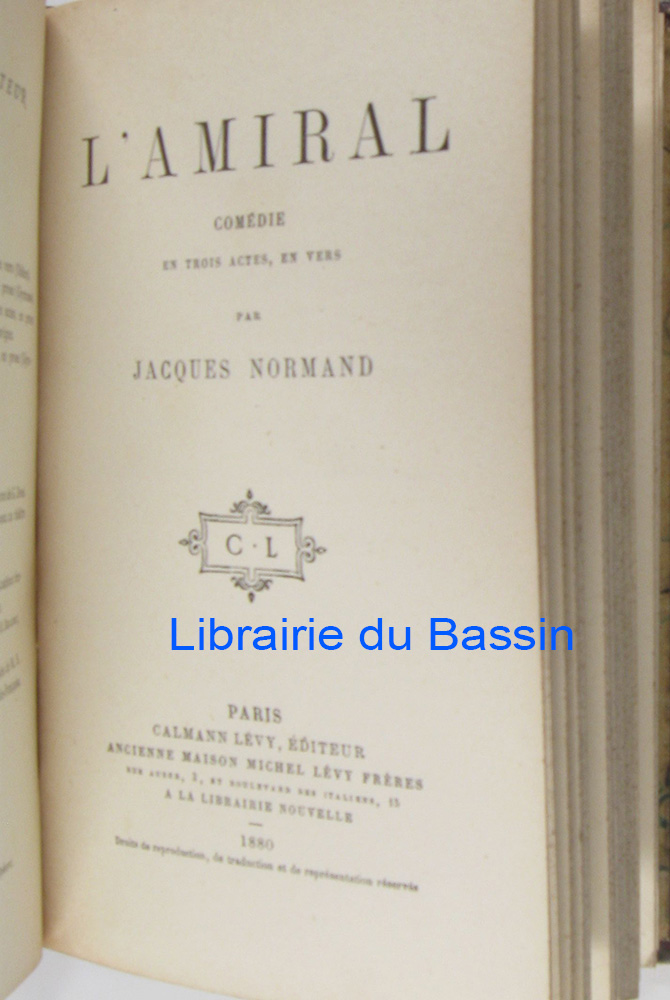 L'AMIRAL
COMÉDIE
EN TROIS ACTES, EN VERS
PAR
JACQUES NORMAND
C · L
Librairie du Bassin
PARIS
CALMANN LÉVY, ÉDITEUR
ANCIENNE MAISON MICHEL LÉVY FRÈRES
RUE AUBER, 3, ET BOULEVARD DES ITALIENS, 15
A LA LIBRAIRIE NOUVELLE
1880
Droits de reproduction, de traduction et de représentation réservés